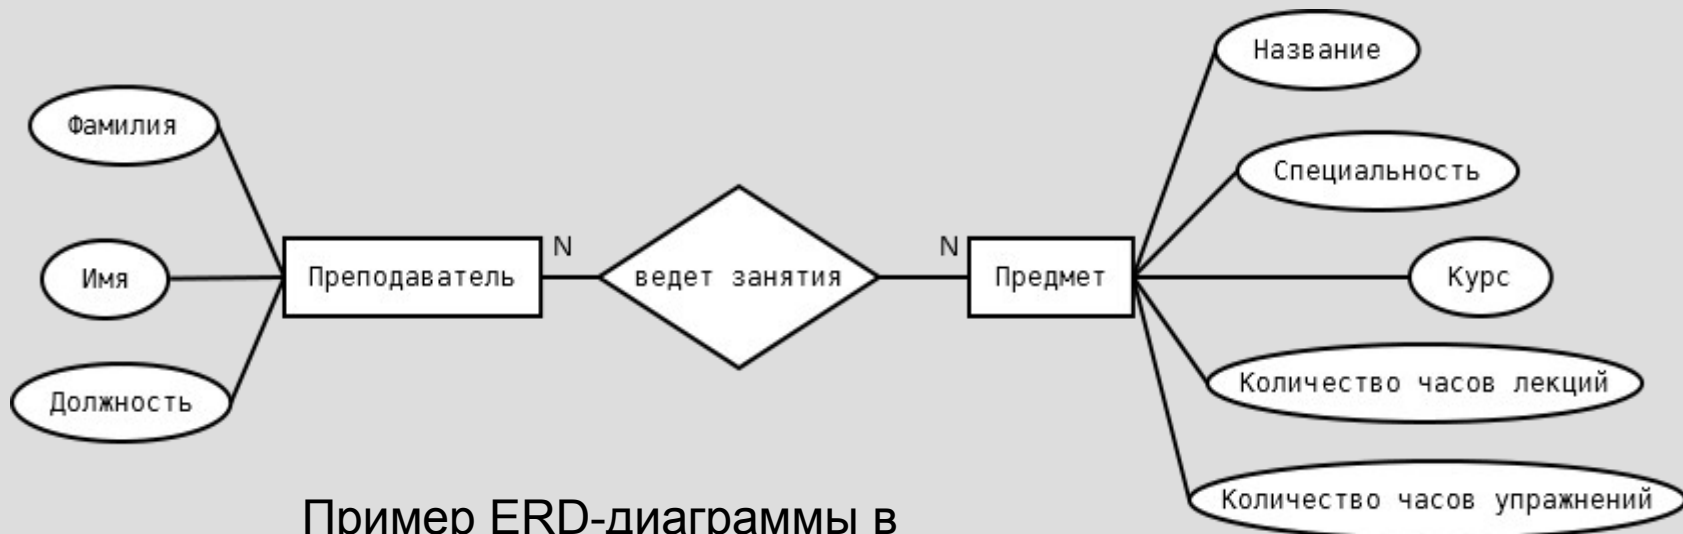 Фамилия
Имя
Должность
Преподаватель
N
ведет занятия
N
Предмет
Название
Специальность
Курс
Количество часов лекций
Количество часов упражнений
Пример ERD-диаграммы в